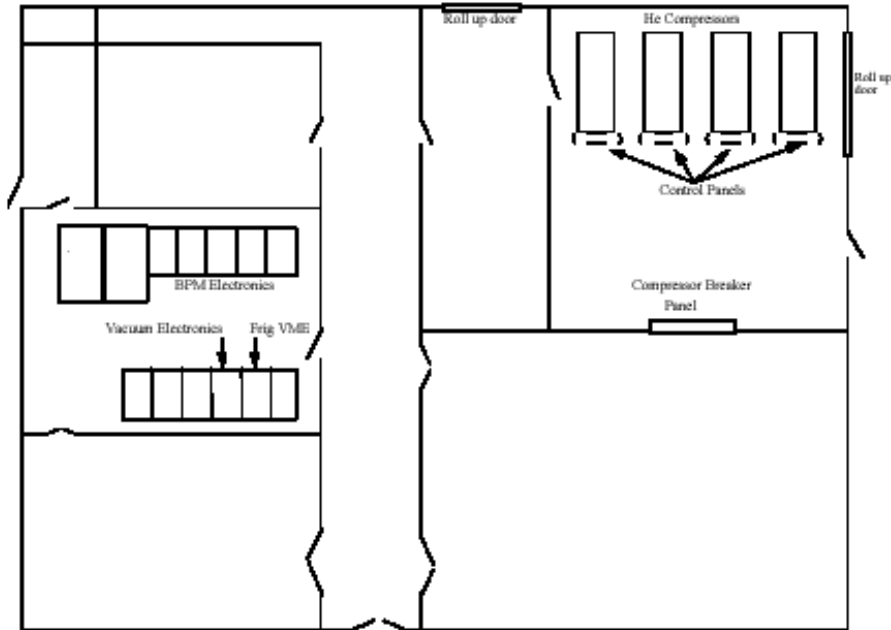 Roll up door
He Compressors
Roll up
door
Control Panels
BPM Electronics
Compressor Breaker
Panel
Vacuum Electronics
Frig VME